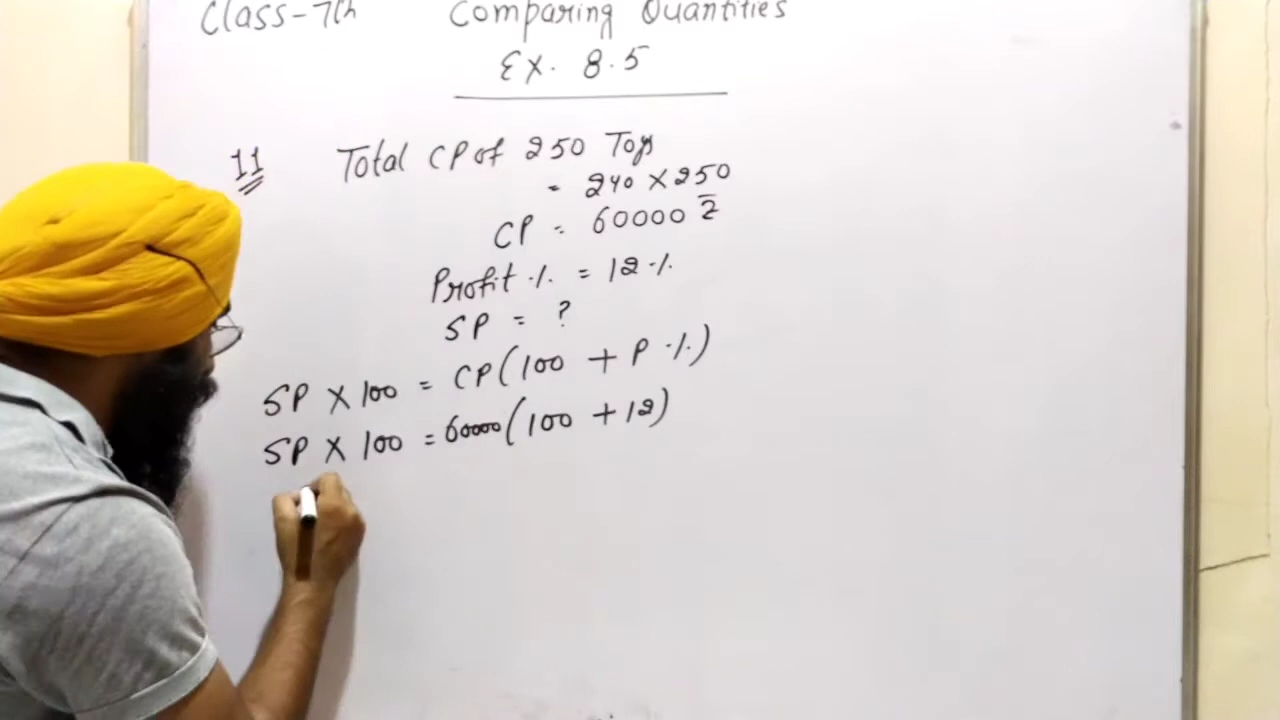 Class-7th Comparing Quantities
Ex. 8.5
11 Total CP of 250 Toys
= 240 × 250
CP = 60000 ₹
Profit % = 12%
SP = ?
SP × 100 = CP(100 + P %)
SP × 100 = 60000(100 + 12)